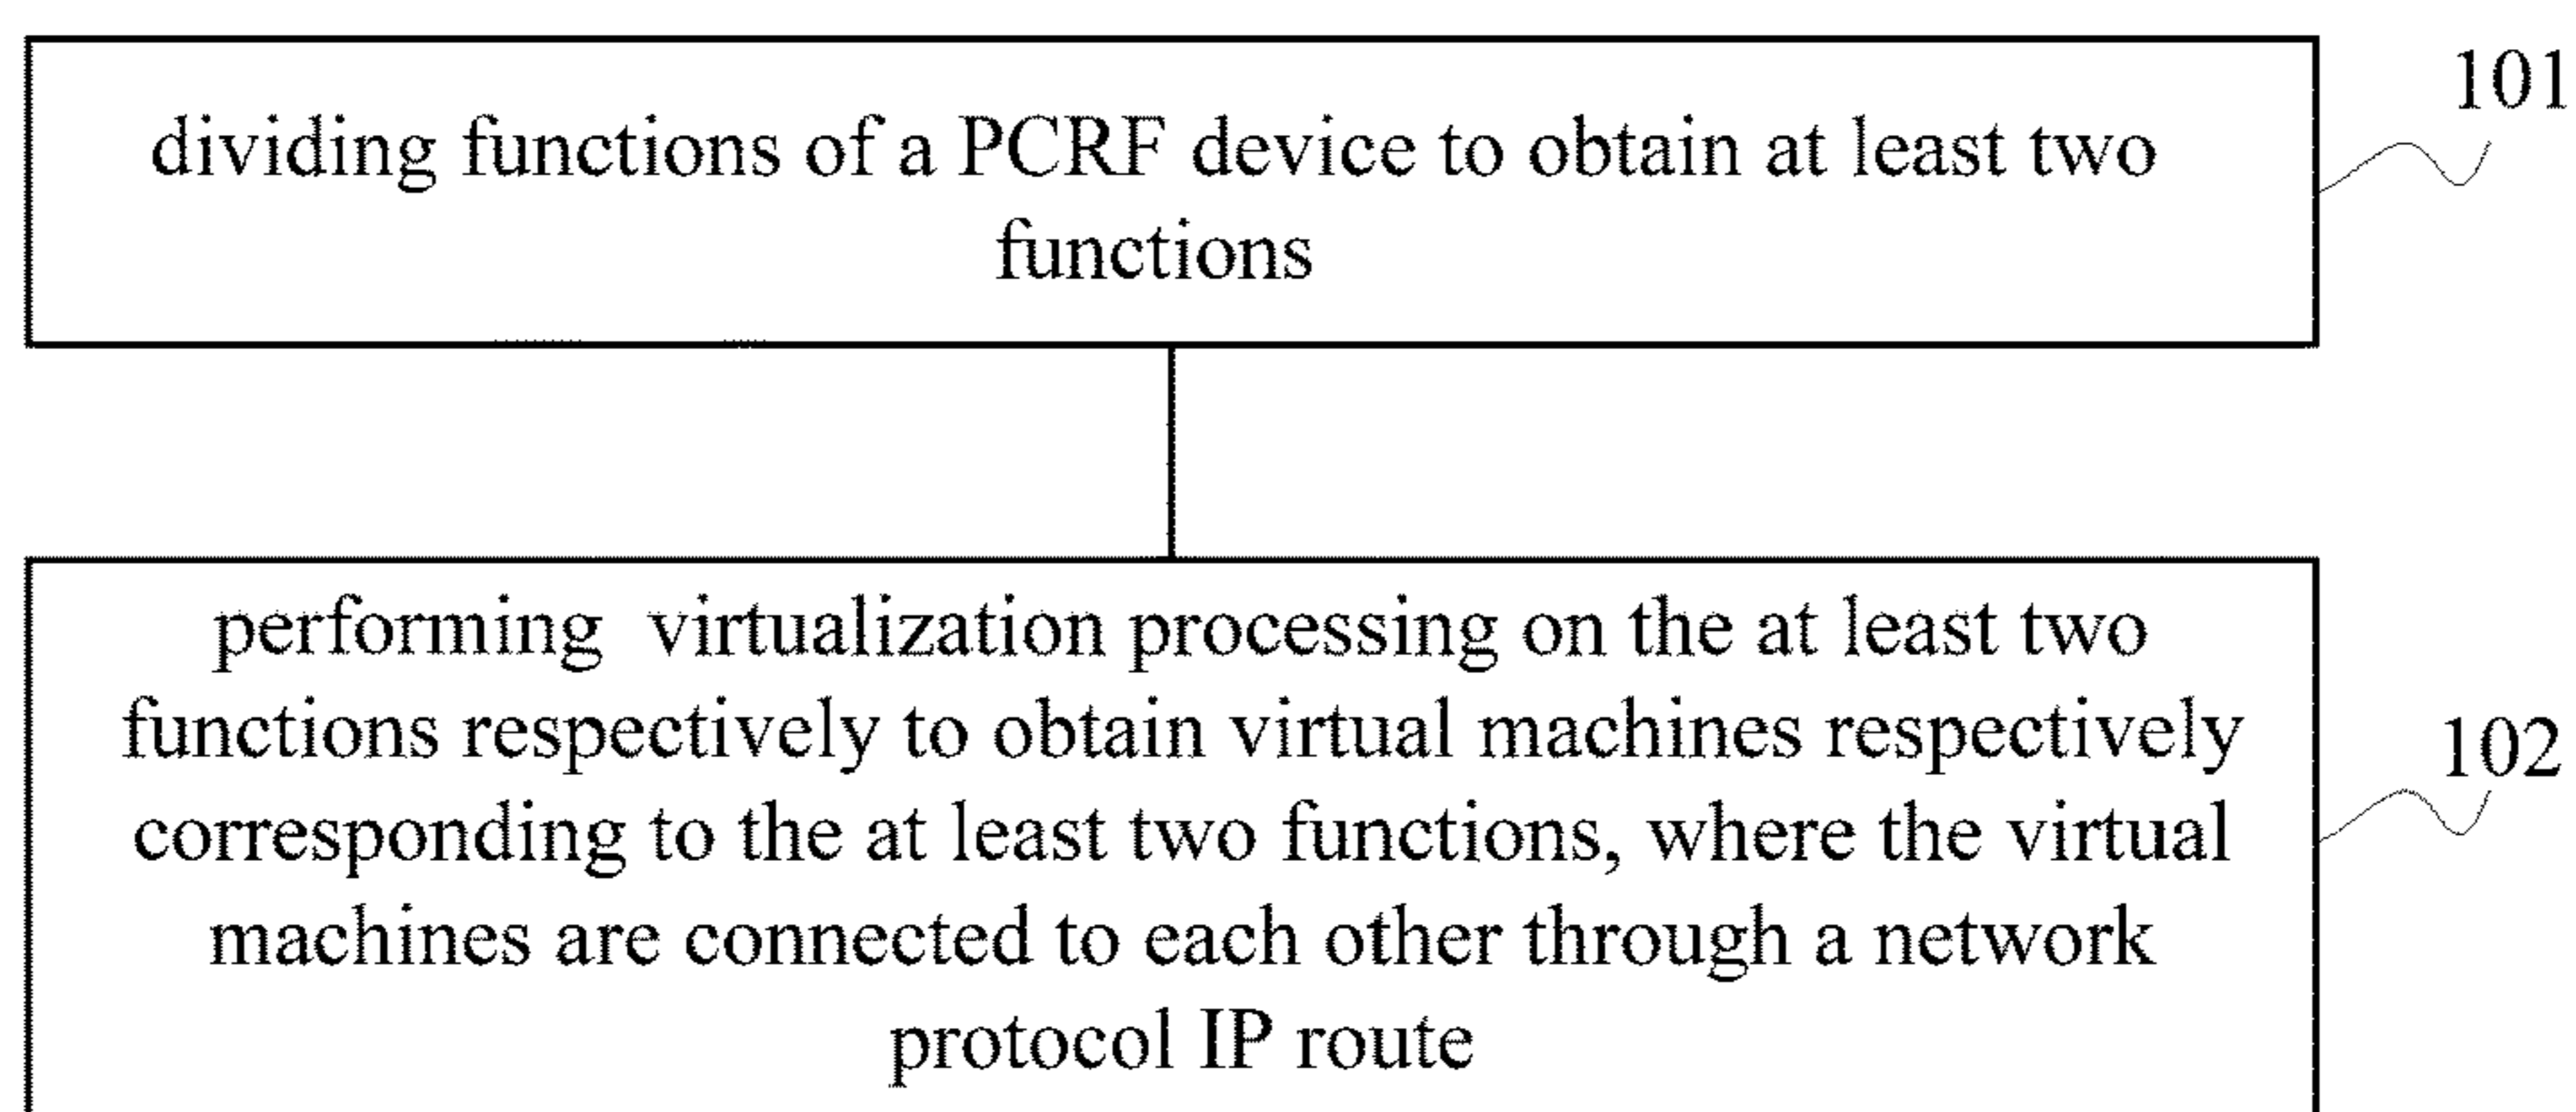 dividing functions of a PCRF device to obtain at least two
functions
101
performing virtualization processing on the at least two
functions respectively to obtain virtual machines respectively
corresponding to the at least two functions, where the virtual
machines are connected to each other through a network
protocol IP route
102